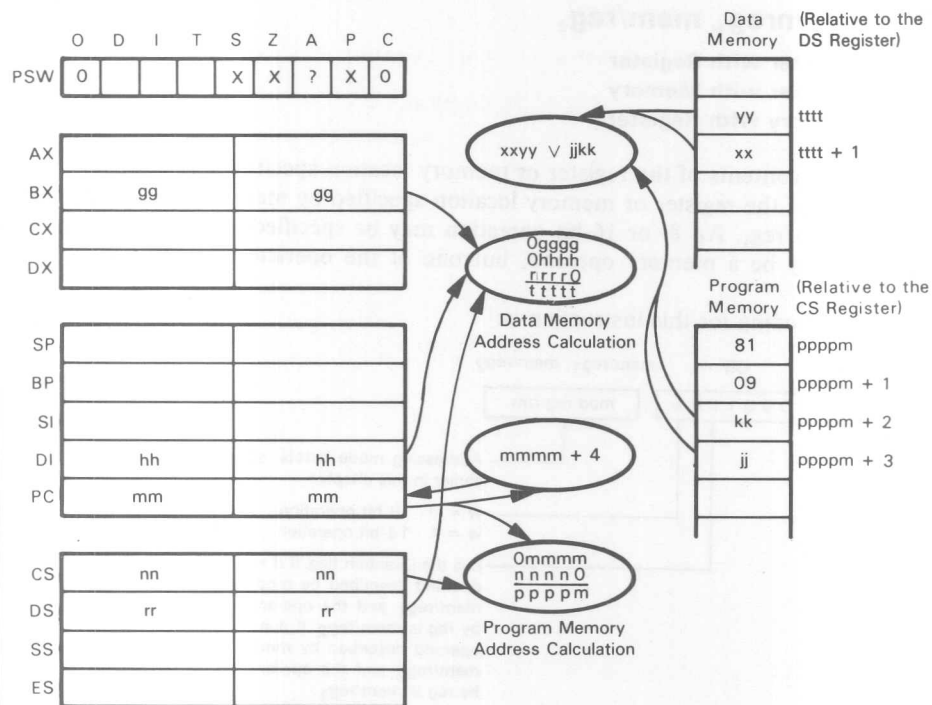 O D I T S Z A P C
PSW 0 X X ? X 0
AX
BX gg gg
CX
DX
SP
BP
SI
DI hh hh
PC mm mm
CS nn nn
DS rr rr
SS
ES
xxyy ∨ jjkk
0gggg
0hhhh
rrrr0
ttttt
Data Memory
Address Calculation
mmmm + 4
0mmmm
nnnn0
ppppm
Program Memory
Address Calculation
Data
Memory
(Relative to the
DS Register)
yy tttt
xx tttt + 1
Program
Memory
(Relative to the
CS Register)
81 ppppm
09 ppppm + 1
kk ppppm + 2
jj ppppm + 3